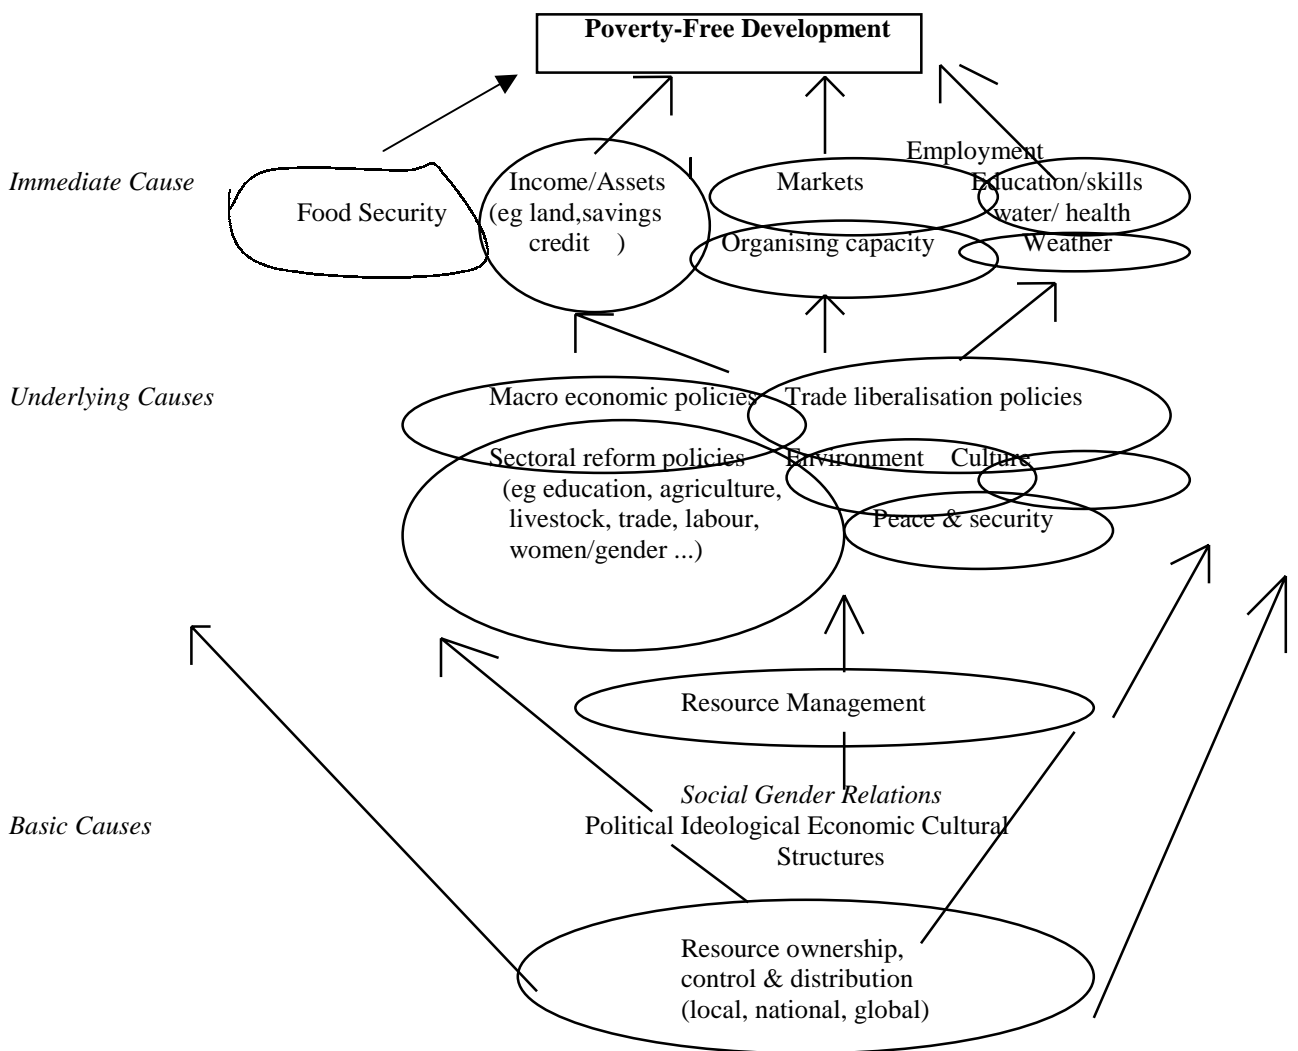 Poverty-Free Development
Employment
Immediate Cause
Income/Assets
Markets
Education/skills
Food Security
(eg land,savings
water/ health
credit )
Organising capacity
Weather
Underlying Causes
Macro economic policies
Trade liberalisation policies
Sectoral reform policies
Environment
Culture
(eg education, agriculture,
livestock, trade, labour,
Peace & security
women/gender ...)
Resource Management
Social Gender Relations
Basic Causes
Political Ideological Economic Cultural
Structures
Resource ownership,
control & distribution
(local, national, global)